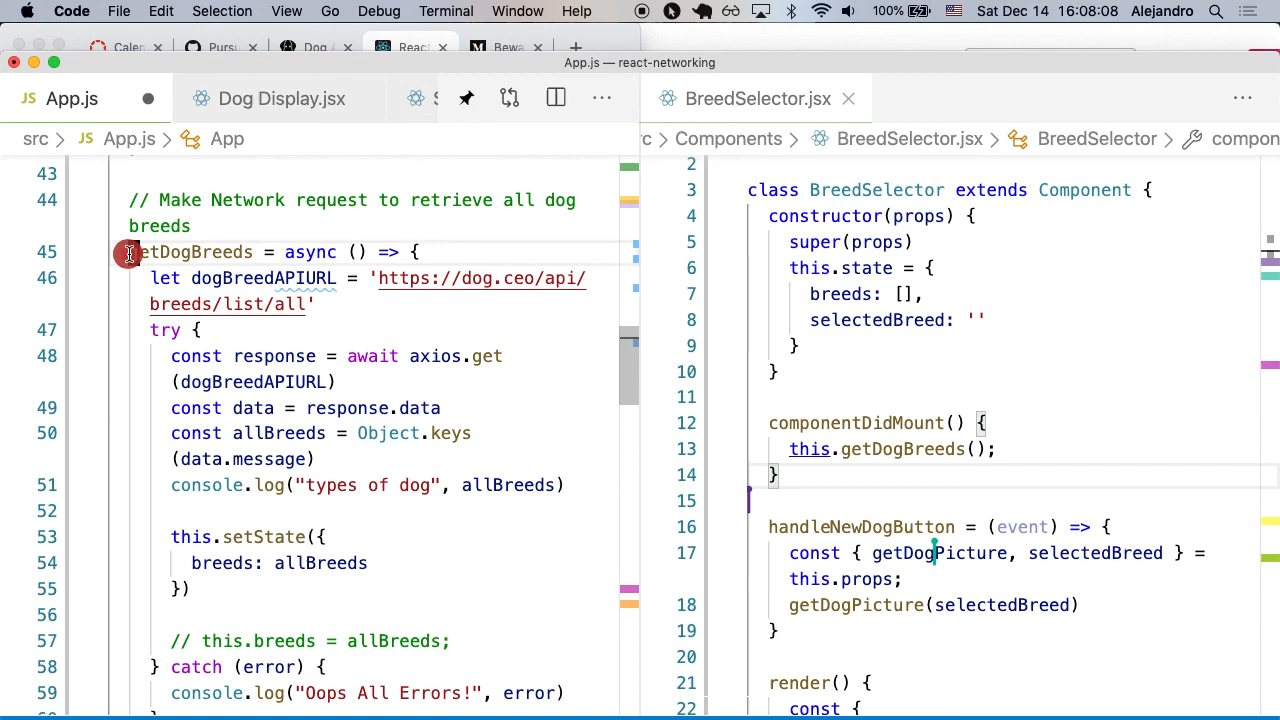 Code File Edit Selection View Go Debug Terminal Window Help 100% Sat Dec 14 16:08:08 Alejandro
Calen Pursu Dog A React Bewa
App.js — react-networking
JS App.js Dog Display.jsx
BreedSelector.jsx
src > JS App.js > App
Components > BreedSelector.jsx > BreedSelector >
43
44 // Make Network request to retrieve all dog
breeds
45 getDogBreeds = async () => {
46 let dogBreedAPIURL = 'https://dog.ceo/api/
breeds/list/all'
47 try {
48 const response = await axios.get
(dogBreedAPIURL)
49 const data = response.data
50 const allBreeds = Object.keys
(data.message)
51 console.log("types of dog", allBreeds)
52
53 this.setState({
54 breeds: allBreeds
55 })
56
57 // this.breeds = allBreeds;
58 } catch (error) {
59 console.log("Oops All Errors!", error)
2
3 class BreedSelector extends Component {
4 constructor(props) {
5 super(props)
6 this.state = {
7 breeds: [],
8 selectedBreed: ''
9 }
10 }
11
12 componentDidMount() {
13 this.getDogBreeds();
14 }
15
16 handleNewDogButton = (event) => {
17 const { getDogPicture, selectedBreed } =
this.props;
18 getDogPicture(selectedBreed)
19 }
20
21 render() {
22 const {